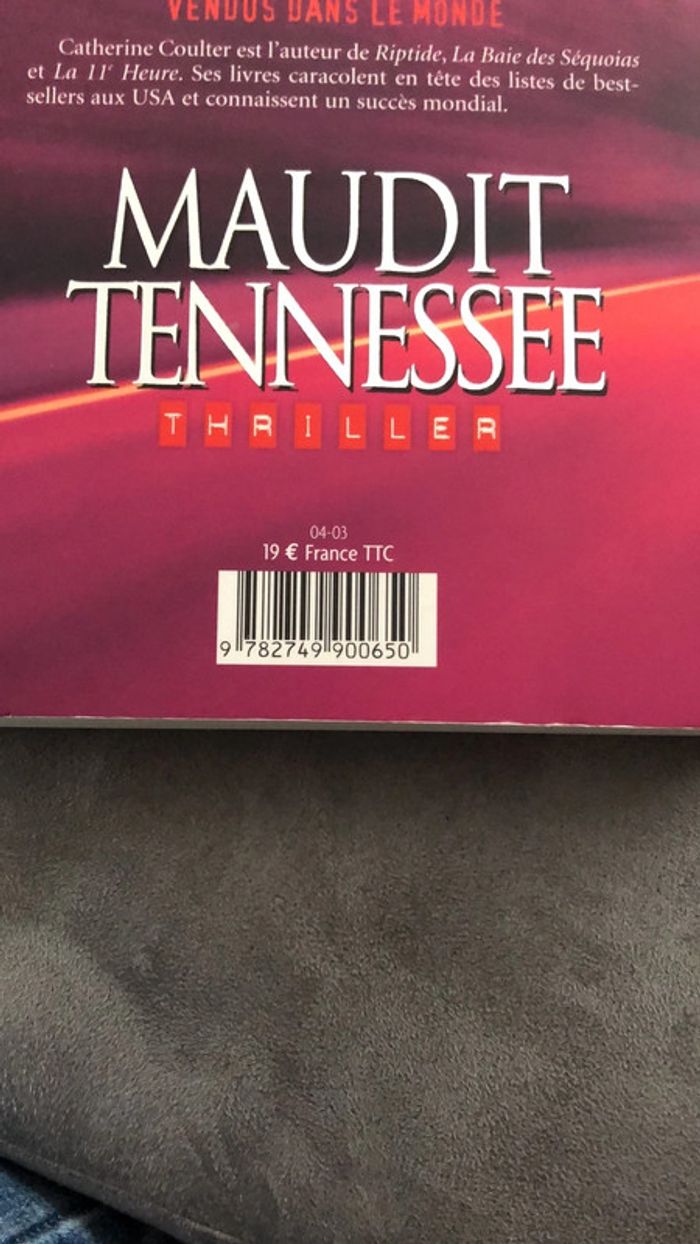 VENDUS DANS LE MONDE
Catherine Coulter est l'auteur de Riptide, La Baie des Séquoias
et La 11e Heure. Ses livres caracolent en tête des listes de best-
sellers aux USA et connaissent un succès mondial.
MAUDIT
TENNESSEE
THRILLER
04-03
19 € France TTC
9 782749 900650